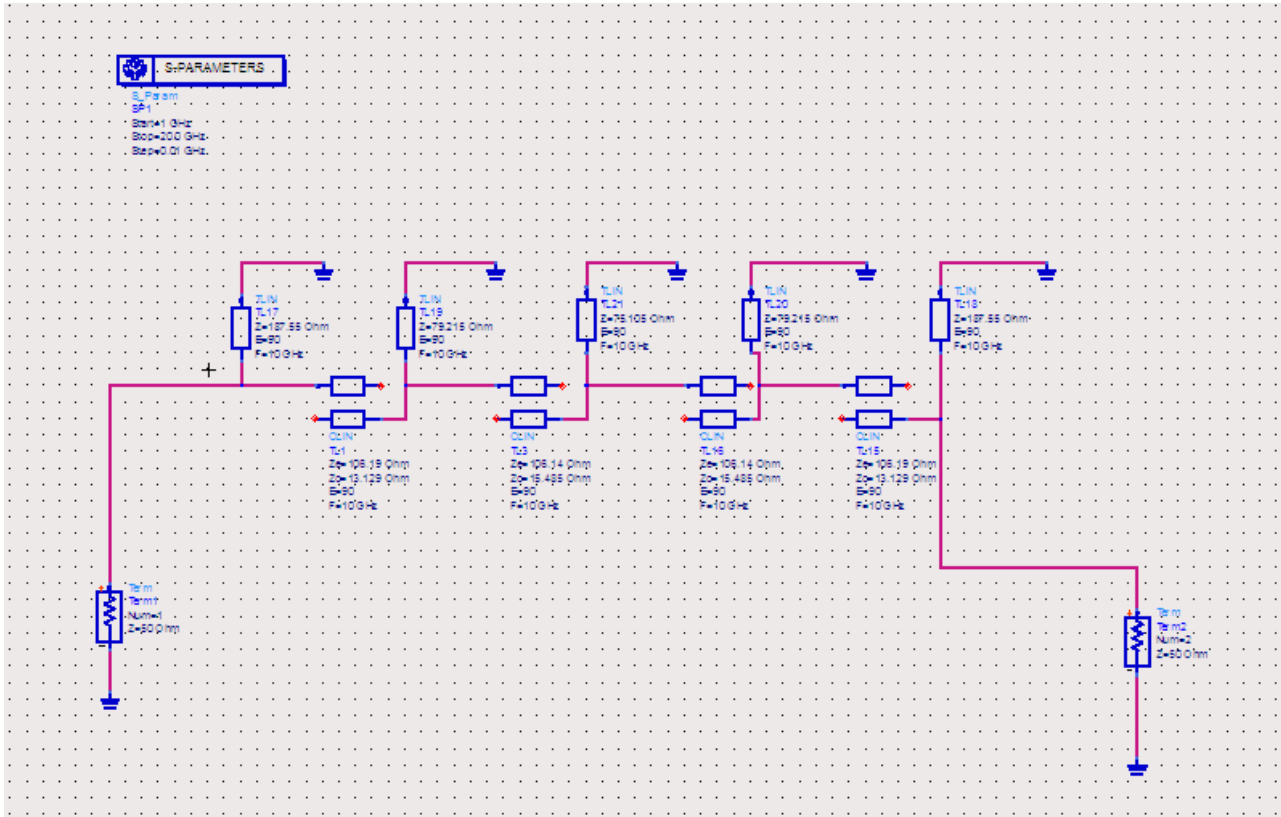 S-PARAMETERS
S_Param
SP1
Start=1 GHz
Stop=20.0 GHz
Step=0.01 GHz
TLIN
TL17
Z=187.55 Ohm
E=90
F=10 GHz
TLIN
TL19
Z=79.215 Ohm
E=90
F=10 GHz
TLIN
TL21
Z=75.105 Ohm
E=90
F=10 GHz
TLIN
TL20
Z=79.215 Ohm
E=90
F=10 GHz
TLIN
TL18
Z=187.55 Ohm
E=90
F=10 GHz
CLIN
TL1
Ze=106.19 Ohm
Zo=13.129 Ohm
E=90
F=10 GHz
CLIN
TL3
Ze=106.14 Ohm
Zo=15.485 Ohm
E=90
F=10 GHz
CLIN
TL16
Ze=106.14 Ohm
Zo=15.485 Ohm
E=90
F=10 GHz
CLIN
TL15
Ze=106.19 Ohm
Zo=13.129 Ohm
E=90
F=10 GHz
Term
Term1
Num=1
Z=50 Ohm
Term
Term2
Num=2
Z=50 Ohm